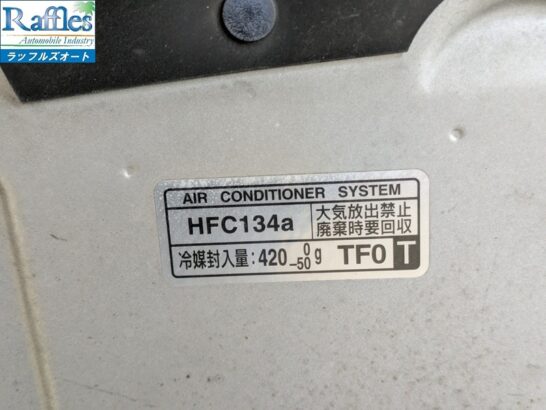 Raffles
Automobile Industry
ラッフルズオート
AIR CONDITIONER SYSTEM
HFC134a
大気放出禁止
廃棄時要回収
冷媒封入量:420 0 -50 g TF0 T